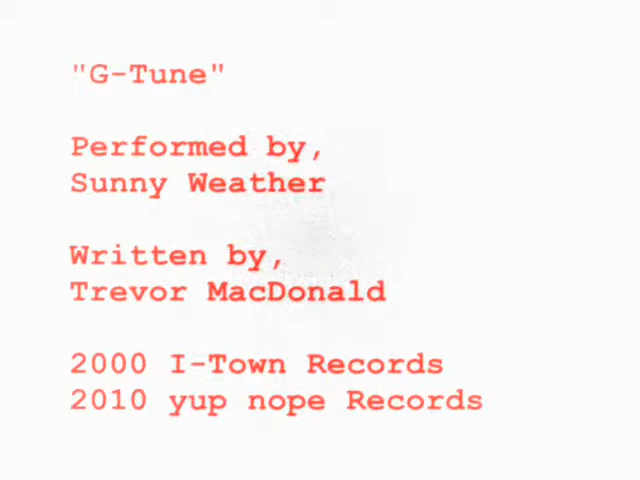 "G-Tune"
Performed by,
Sunny Weather
Written by,
Trevor MacDonald
2000 I-Town Records
2010 yup nope Records